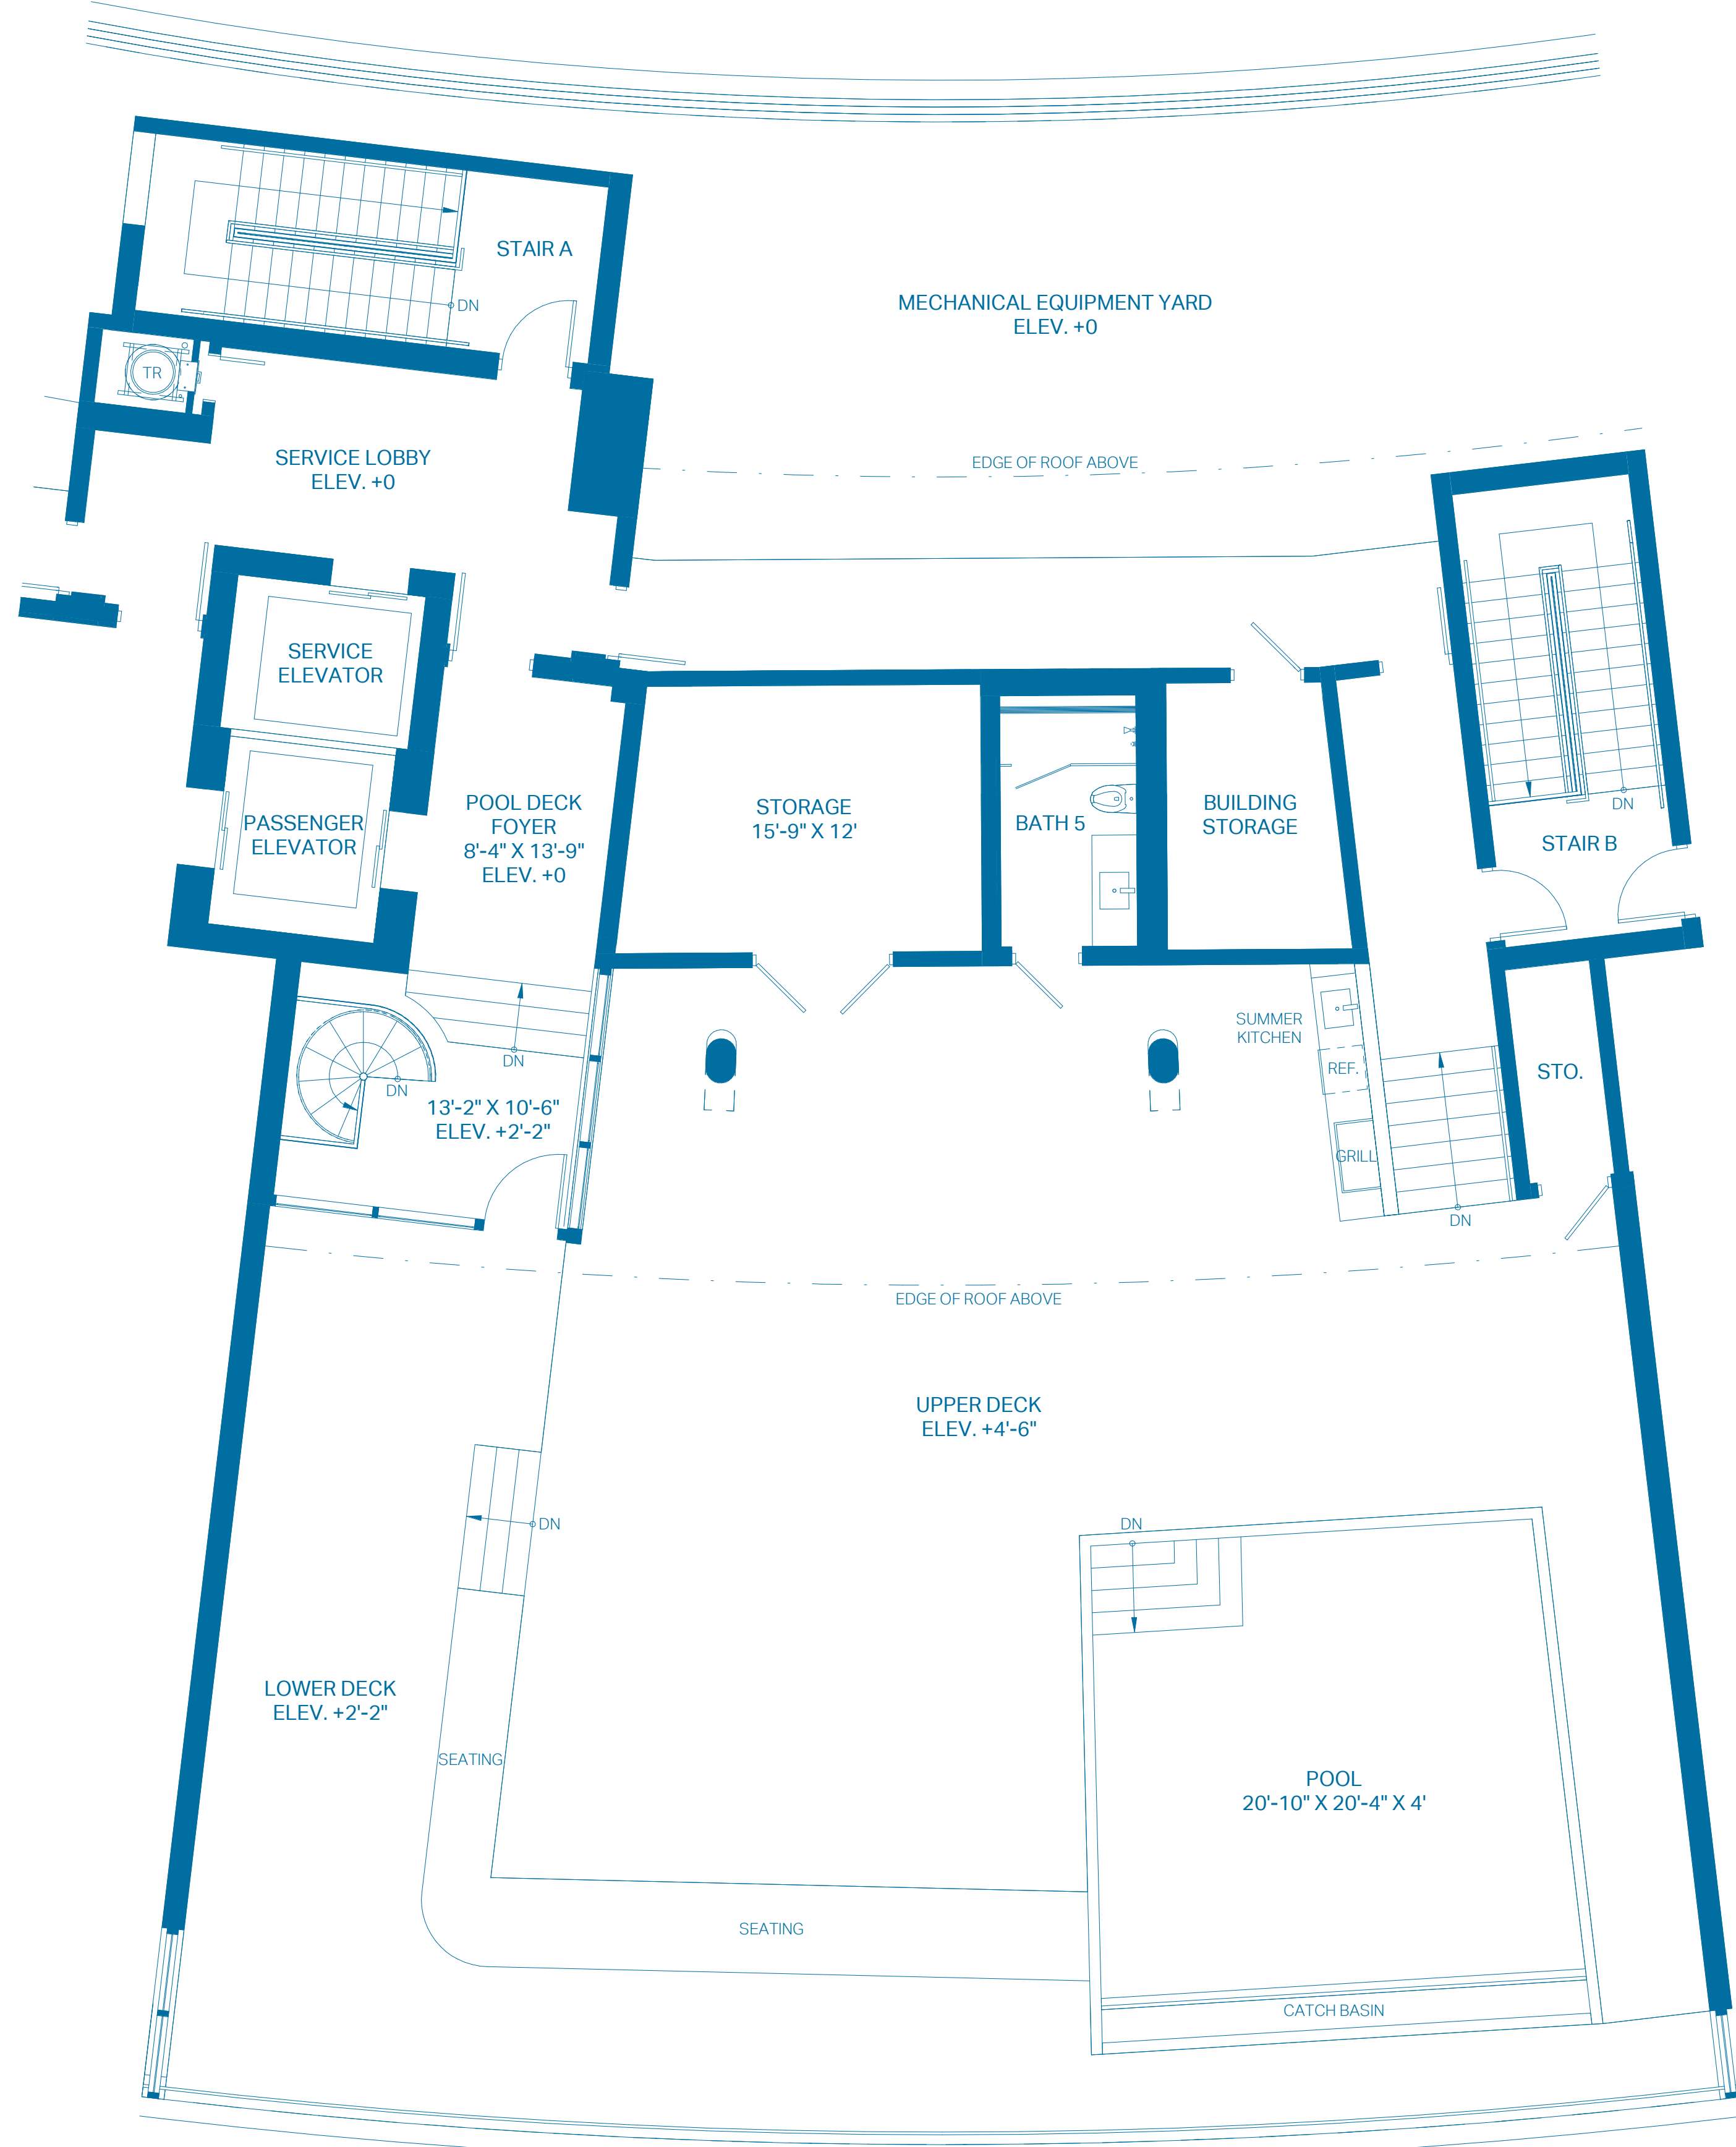 STAIR A
DN
MECHANICAL EQUIPMENT YARD
ELEV. +0
TR
SERVICE LOBBY
ELEV. +0
EDGE OF ROOF ABOVE
SERVICE
ELEVATOR
PASSENGER
ELEVATOR
POOL DECK
FOYER
8'-4" X 13'-9"
ELEV. +0
STORAGE
15'-9" X 12'
BATH 5
BUILDING
STORAGE
DN
STAIR B
SUMMER
KITCHEN
REF.
GRILL
STO.
DN
DN
DN
13'-2" X 10'-6"
ELEV. +2'-2"
EDGE OF ROOF ABOVE
UPPER DECK
ELEV. +4'-6"
DN
DN
LOWER DECK
ELEV. +2'-2"
SEATING
POOL
20'-10" X 20'-4" X 4'
SEATING
CATCH BASIN